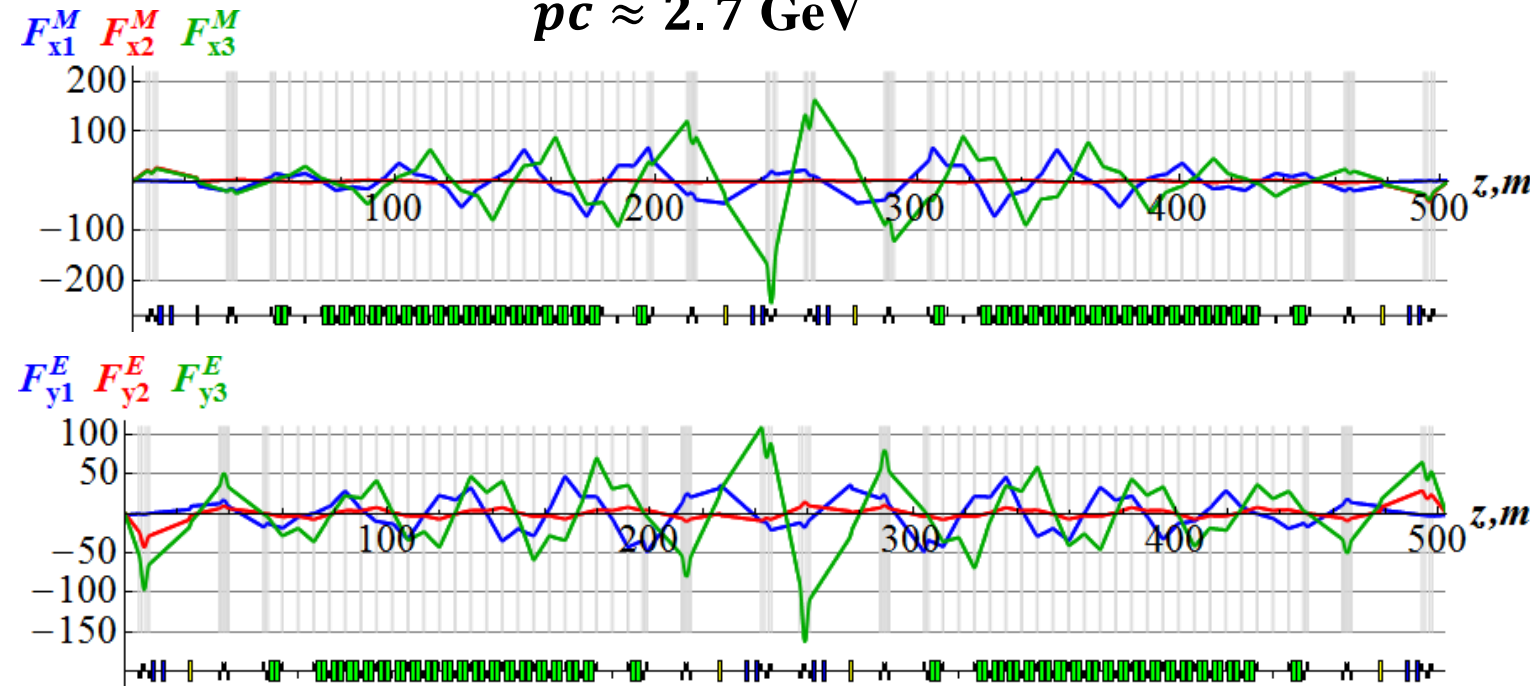 pc ≈ 2.7 GeV
F^M_x1 F^M_x2 F^M_x3
200
100
−100
−200
100 200 300 400 500 z,m
F^E_y1 F^E_y2 F^E_y3
100
50
−50
−100
−150
100 200 300 400 500 z,m